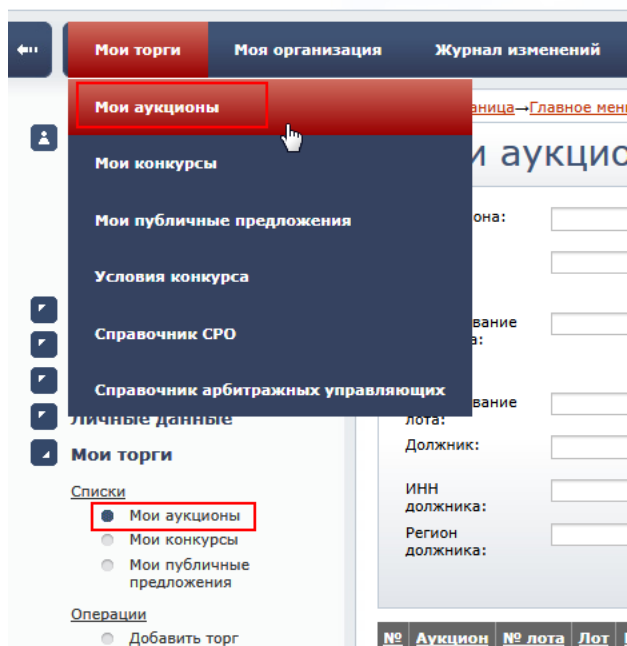 Мои торги Моя организация Журнал изменений
Мои аукционы
Мои конкурсы
Мои публичные предложения
Условия конкурса
Справочник СРО
Справочник арбитражных управляющих
аница→Главное мен
и аукцио
она:
вание
а:
вание
лота:
Должник:
ИНН
должника:
Регион
должника:
№ Аукцион № лота Лот
Личные данные
Мои торги
Списки
Мои аукционы
Мои конкурсы
Мои публичные
предложения
Операции
Добавить торг